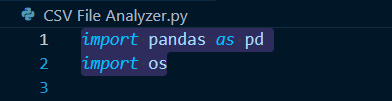 CSV File Analyzer.py
1 import pandas as pd
2 import os
3